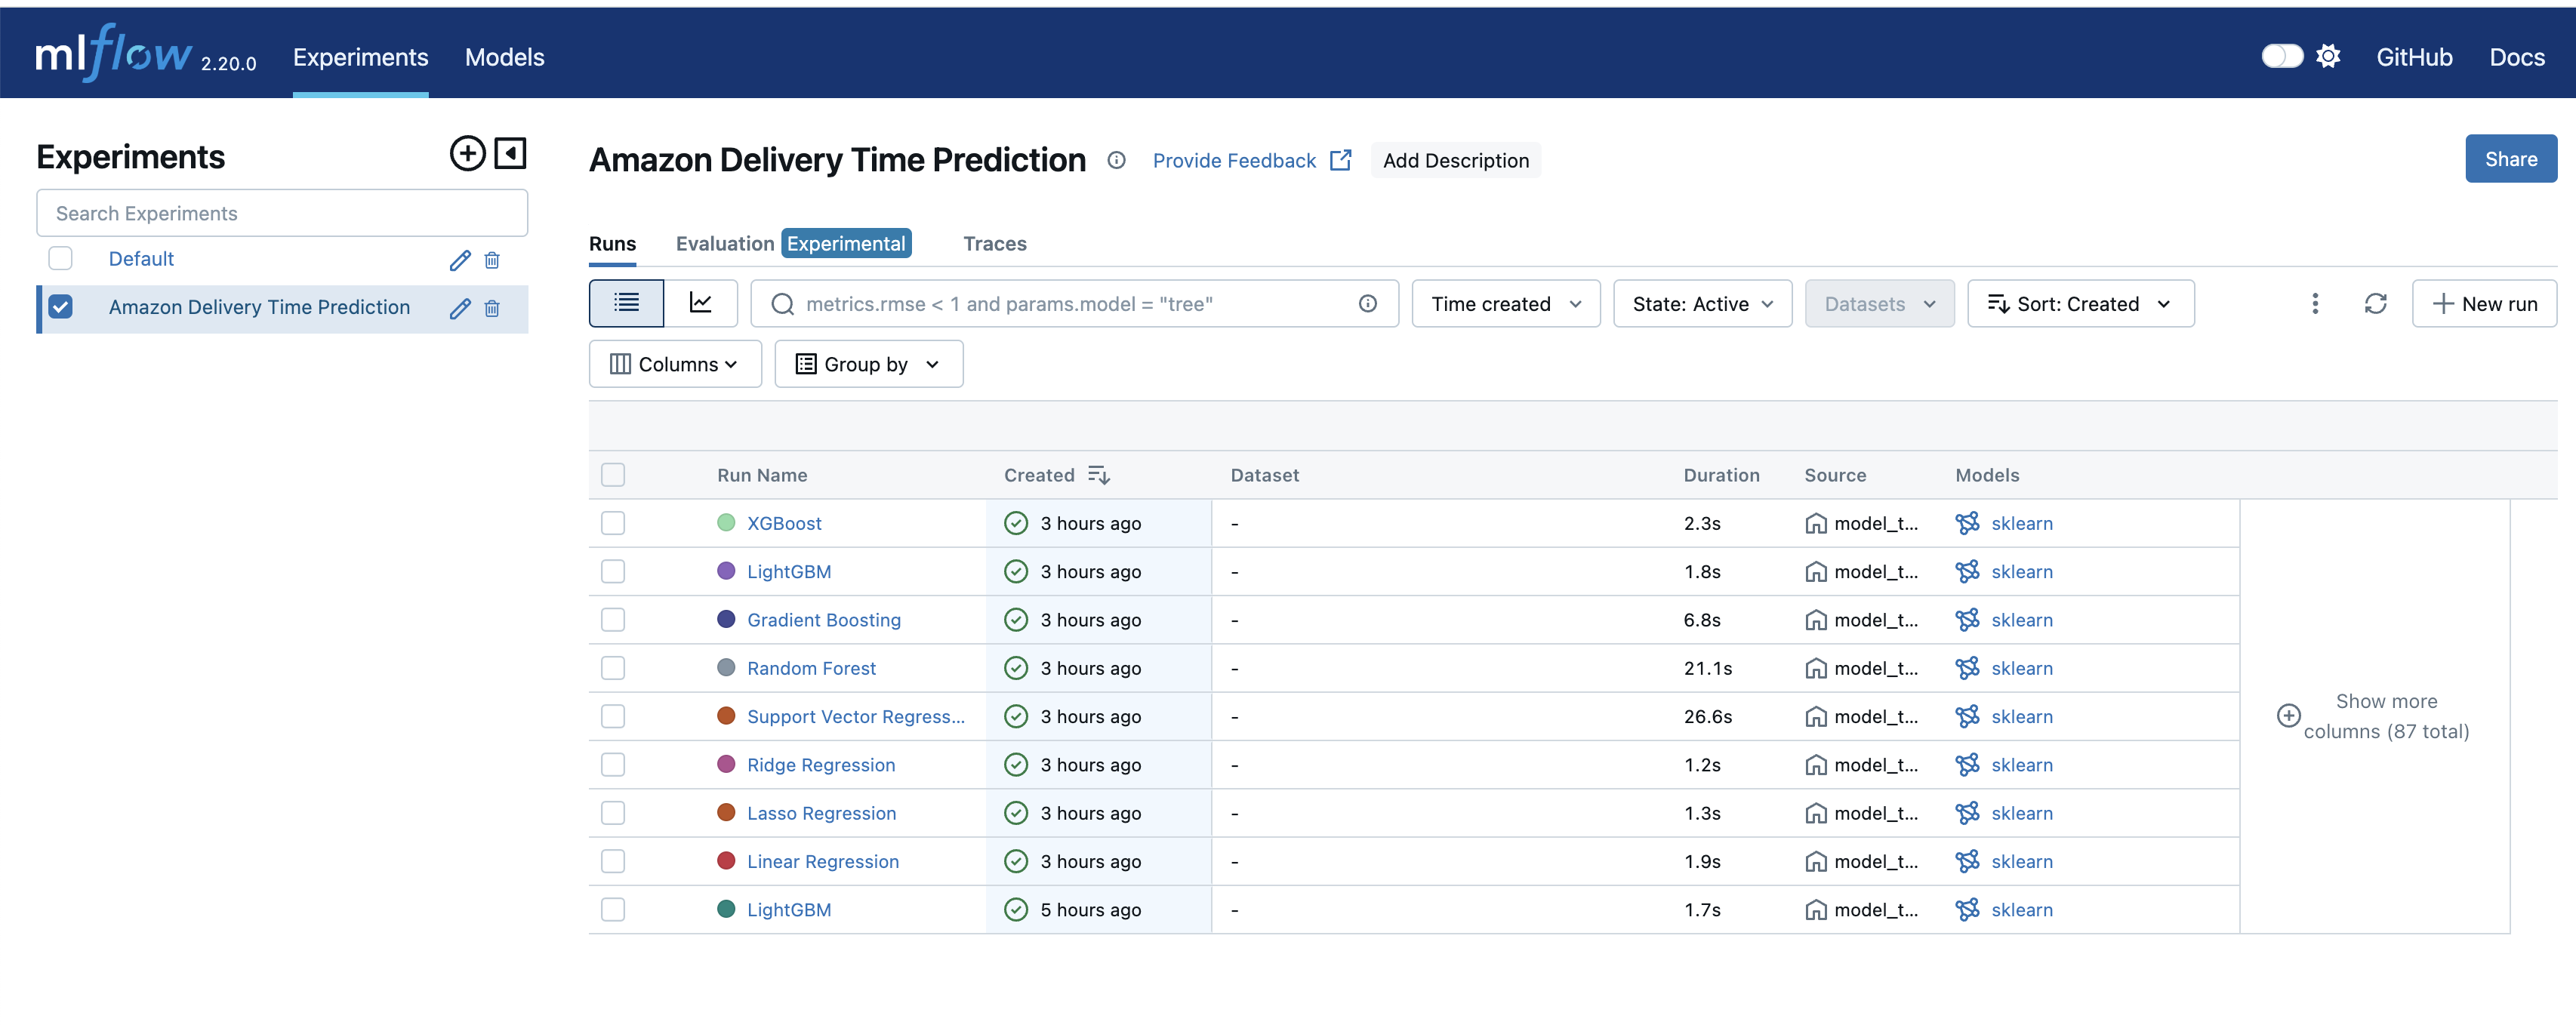 mlflow 2.20.0 Experiments Models GitHub Docs
Experiments
Search Experiments
Default
Amazon Delivery Time Prediction
Amazon Delivery Time Prediction Provide Feedback Add Description Share
Runs Evaluation Experimental Traces
metrics.rmse < 1 and params.model = "tree" Time created State: Active Datasets Sort: Created New run
Columns Group by
Run Name Created Dataset Duration Source Models
XGBoost 3 hours ago - 2.3s model_t... sklearn
LightGBM 3 hours ago - 1.8s model_t... sklearn
Gradient Boosting 3 hours ago - 6.8s model_t... sklearn
Random Forest 3 hours ago - 21.1s model_t... sklearn
Support Vector Regress... 3 hours ago - 26.6s model_t... sklearn
Ridge Regression 3 hours ago - 1.2s model_t... sklearn
Lasso Regression 3 hours ago - 1.3s model_t... sklearn
Linear Regression 3 hours ago - 1.9s model_t... sklearn
LightGBM 5 hours ago - 1.7s model_t... sklearn
Show more
columns (87 total)